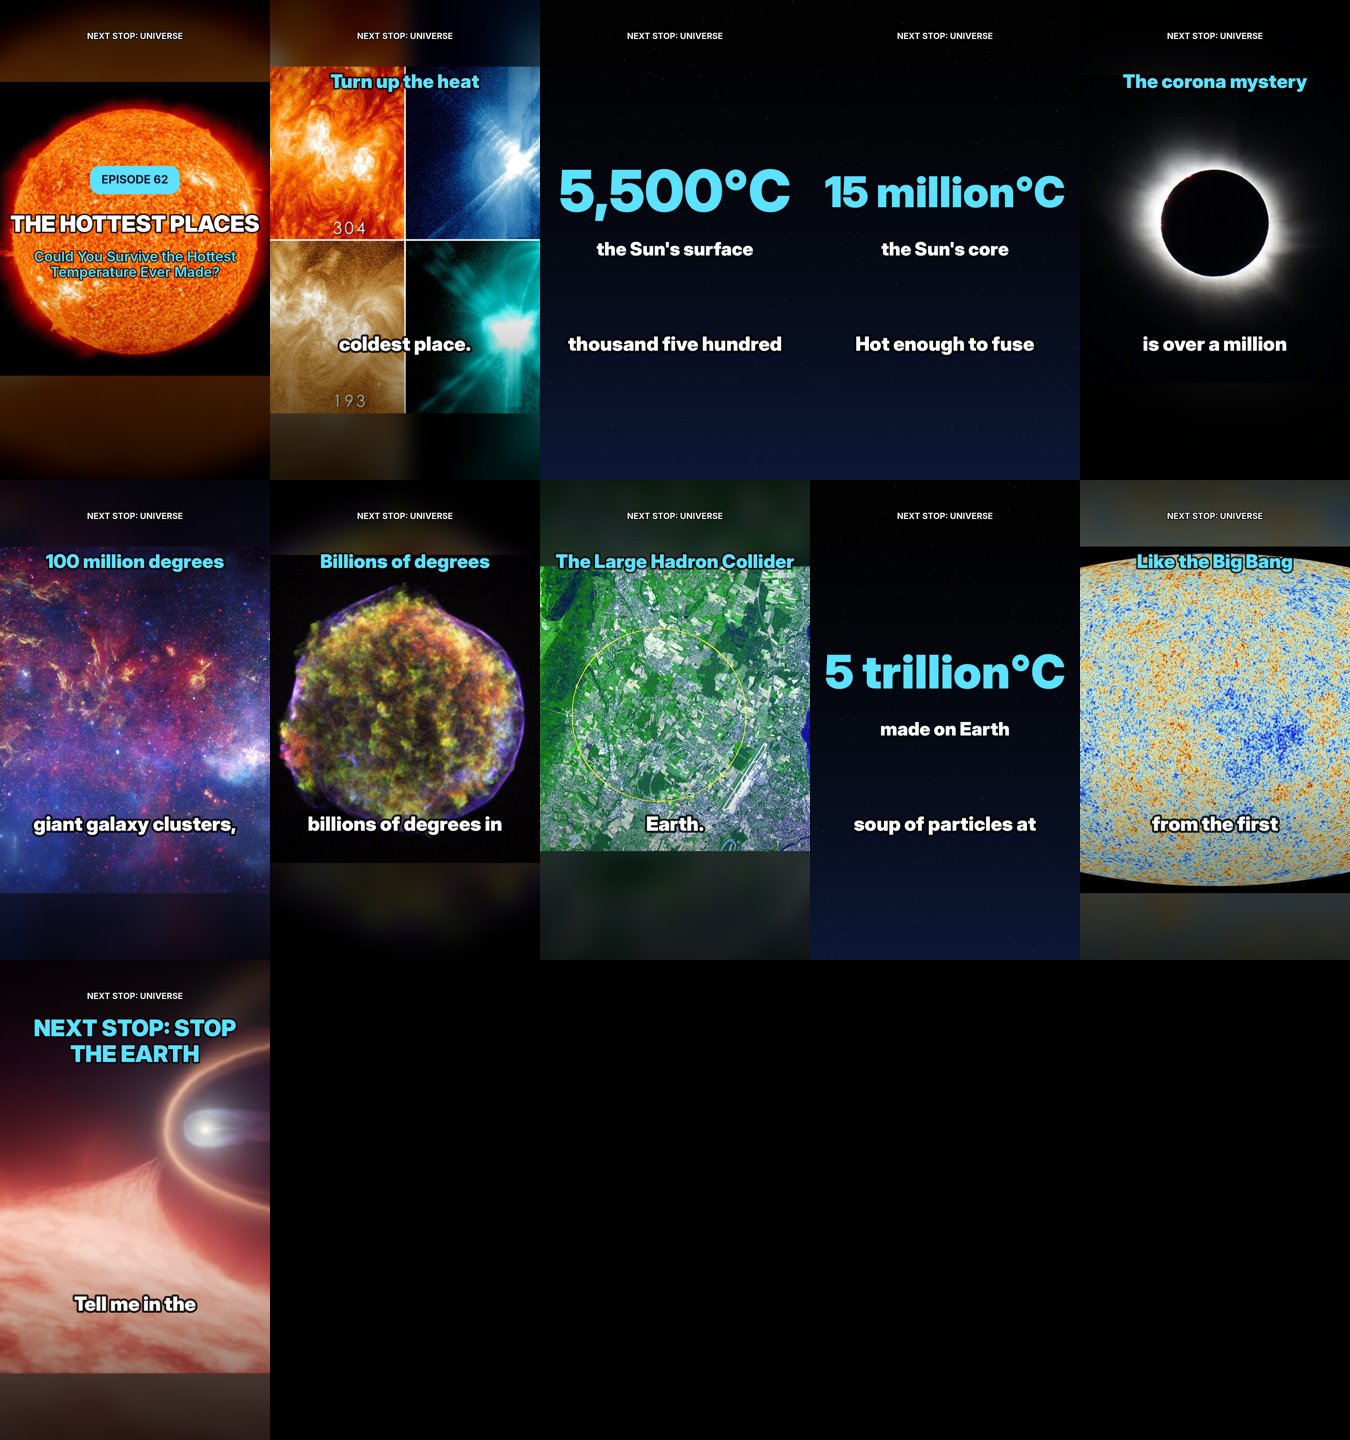 NEXT STOP: UNIVERSE
EPISODE 62
THE HOTTEST PLACES
Could You Survive the Hottest
Temperature Ever Made?
NEXT STOP: UNIVERSE
Turn up the heat
304
coldest place.
193
NEXT STOP: UNIVERSE
5,500°C
the Sun's surface
thousand five hundred
NEXT STOP: UNIVERSE
15 million°C
the Sun's core
Hot enough to fuse
NEXT STOP: UNIVERSE
The corona mystery
is over a million
NEXT STOP: UNIVERSE
100 million degrees
giant galaxy clusters,
NEXT STOP: UNIVERSE
Billions of degrees
billions of degrees in
NEXT STOP: UNIVERSE
The Large Hadron Collider
Earth.
NEXT STOP: UNIVERSE
5 trillion°C
made on Earth
soup of particles at
NEXT STOP: UNIVERSE
Like the Big Bang
from the first
NEXT STOP: UNIVERSE
NEXT STOP: STOP
THE EARTH
Tell me in the